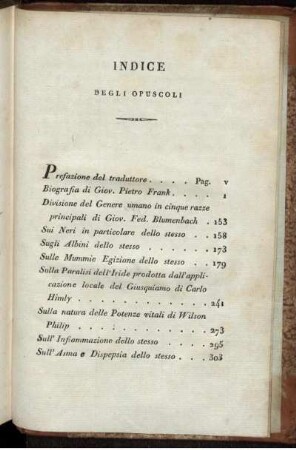 INDICE
DEGLI OPUSCOLI
Prefazione del traduttore . . . . Pag. v
Biografia di Giov. Pietro Frank . . . . 1
Divisione del Genere umano in cinque razze
principali di Giov. Fed. Blumenbach . 153
Sui Neri in particolare dello stesso . . 158
Sugli Albini dello stesso . . . . . 173
Sulle Mummie Egiziane dello stesso . . 179
Sulla Paralisi dell'Iride prodotta dall'appli-
cazione locale del Giusquiamo di Carlo
Himly . . . . . . . . . . 241
Sulla natura delle Potenze vitali di Wilson
Philip . . . : . . . . . . 273
Sull' Infiammazione dello stesso . . . . 295
Sull' Asma e Dispepsia dello stesso . . . 303